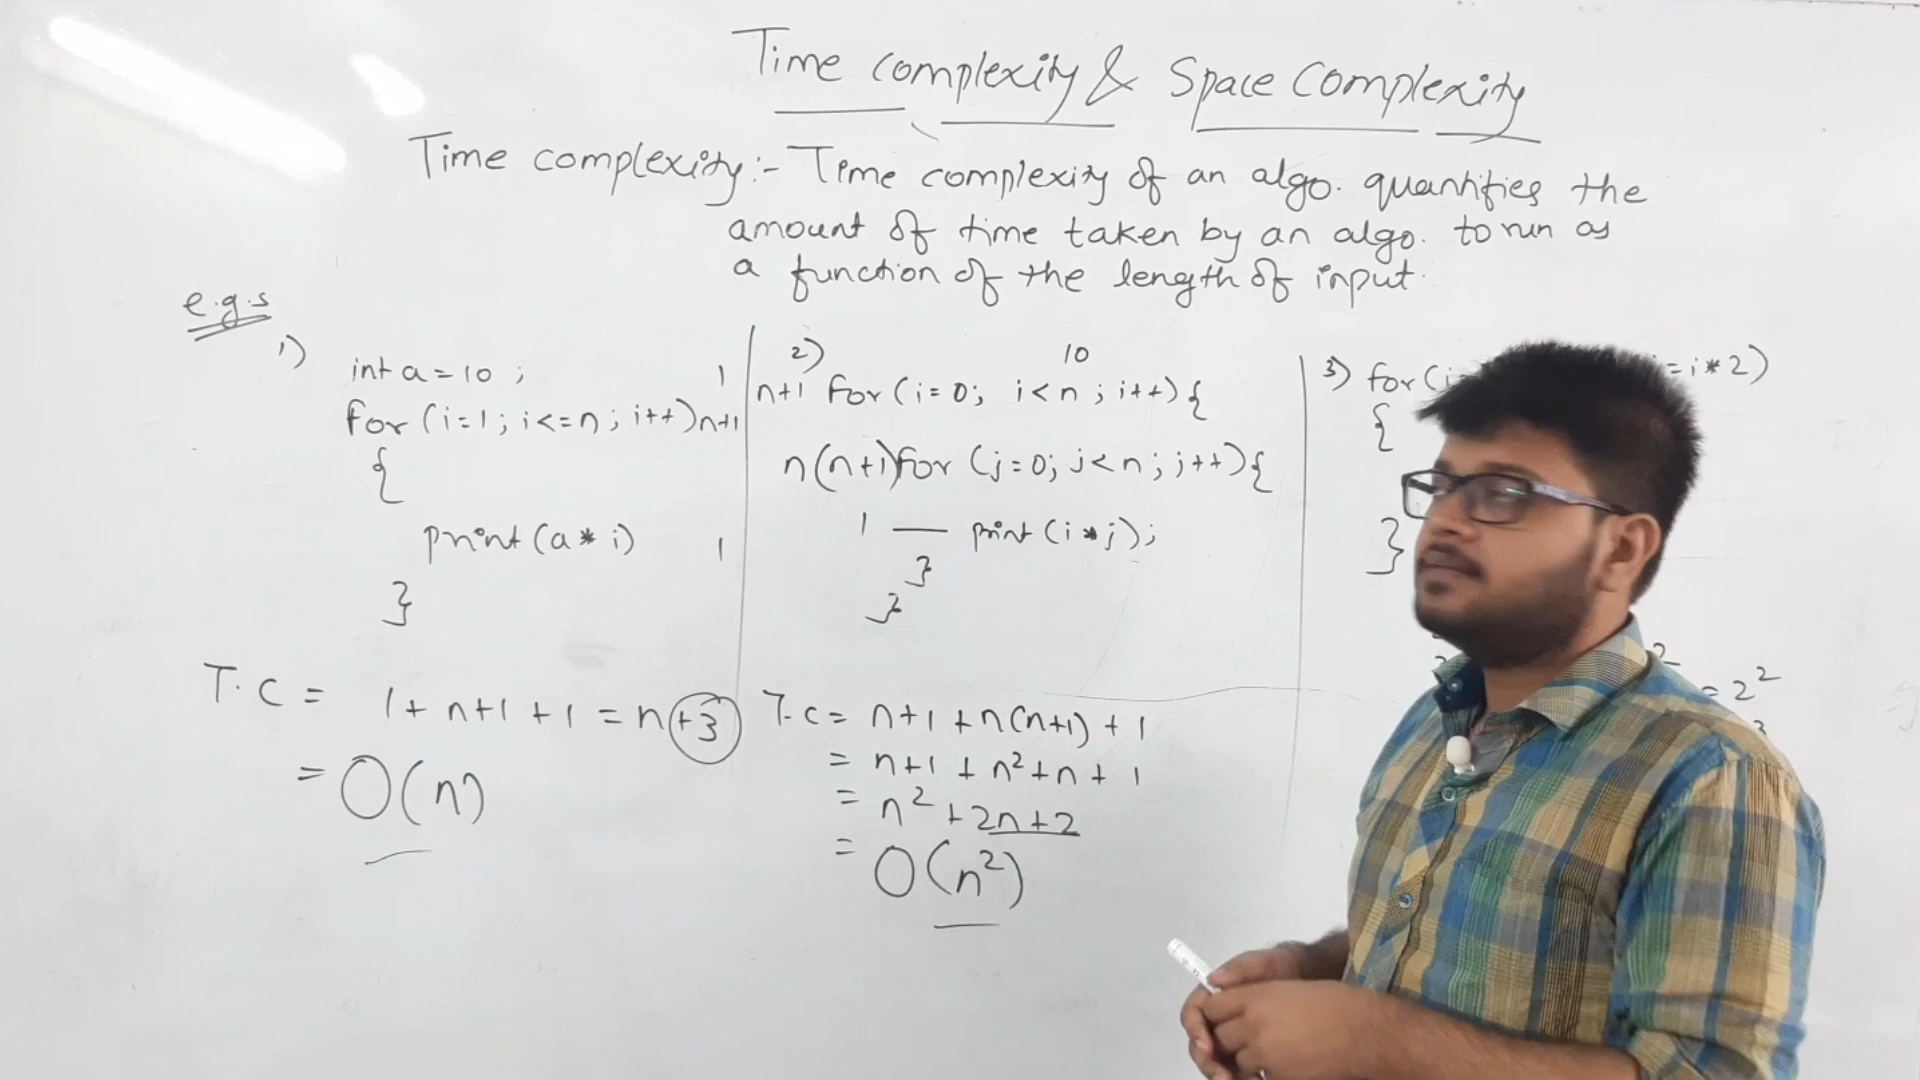 Time complexity & Space Complexity
Time complexity:- Time complexity of an algo. quantifies the
amount of time taken by an algo. to run as
a function of the length of input.
e.g.s
1)
int a = 10 ; 1
for (i=1; i<=n; i++) n+1
{
print (a * i) 1
}
T.C = 1 + n+1 + 1 = n+3
= O(n)
2) 10
n+1 for (i=0; i<n; i++) {
n(n+1) for (j=0; j<n; j++) {
1 — print (i * j);
}
}
T.C = n+1 + n(n+1) + 1
= n+1 + n²+n + 1
= n² + 2n+2
= O(n²)
3) for (i = i * 2)
{
}
= 2²